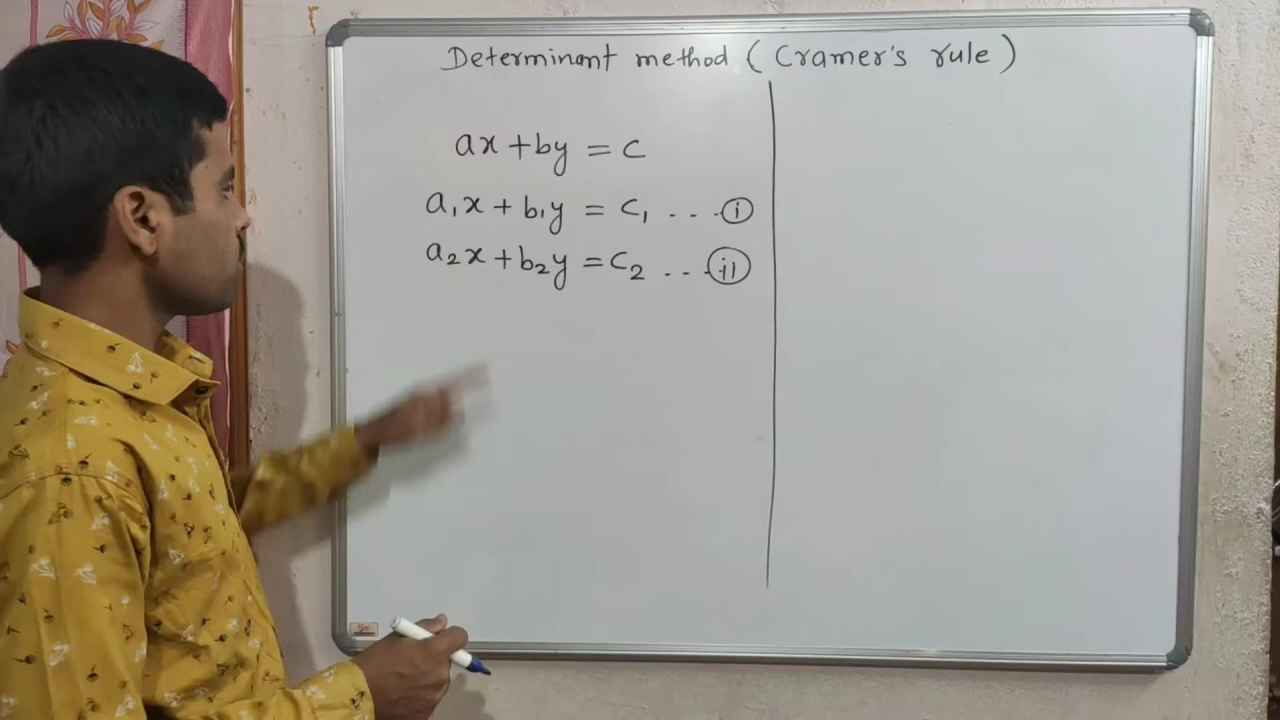 Determinant method (Cramer's rule)
ax + by = c
a₁x + b₁y = c₁ ... (i)
a₂x + b₂y = c₂ ... (ii)